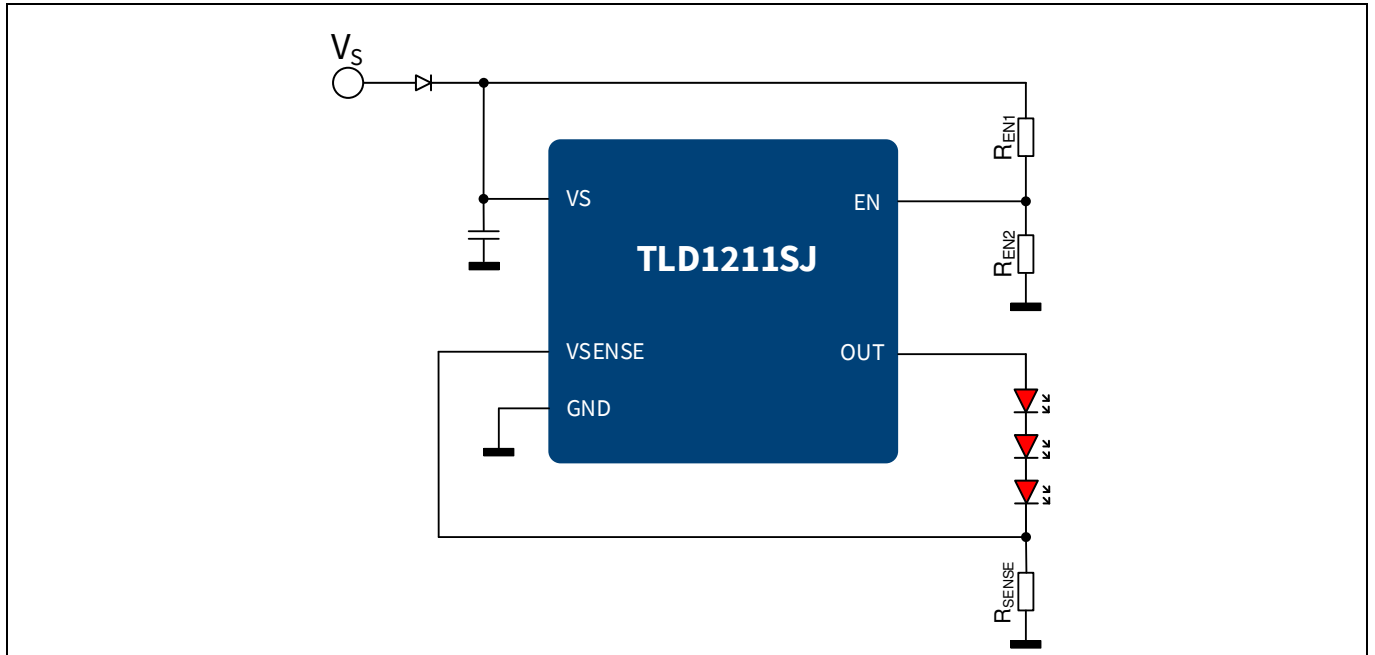 VS
REN1
VS
EN
TLD1211SJ
REN2
VSENSE
OUT
GND
RSENSE